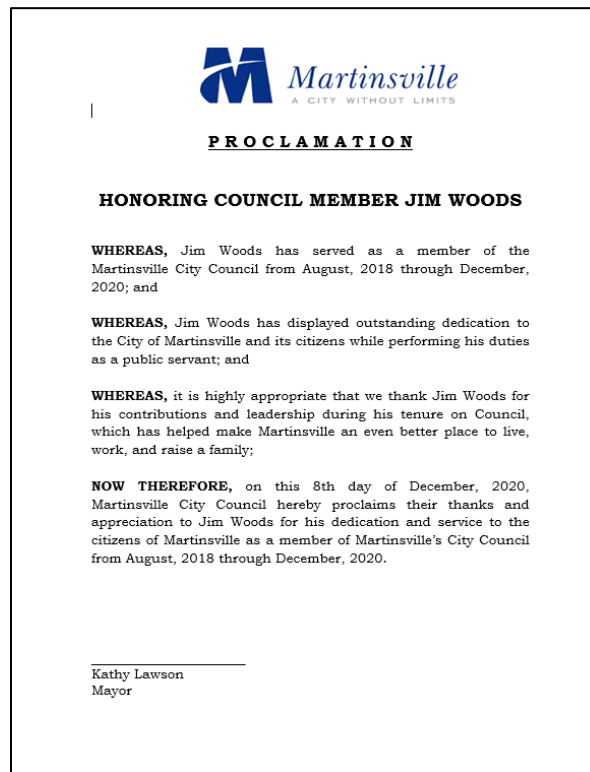 Martinsville
A CITY WITHOUT LIMITS
PROCLAMATION
HONORING COUNCIL MEMBER JIM WOODS
WHEREAS, Jim Woods has served as a member of the
Martinsville City Council from August, 2018 through December,
2020; and
WHEREAS, Jim Woods has displayed outstanding dedication to
the City of Martinsville and its citizens while performing his duties
as a public servant; and
WHEREAS, it is highly appropriate that we thank Jim Woods for
his contributions and leadership during his tenure on Council,
which has helped make Martinsville an even better place to live,
work, and raise a family;
NOW THEREFORE, on this 8th day of December, 2020,
Martinsville City Council hereby proclaims their thanks and
appreciation to Jim Woods for his dedication and service to the
citizens of Martinsville as a member of Martinsville's City Council
from August, 2018 through December, 2020.
Kathy Lawson
Mayor